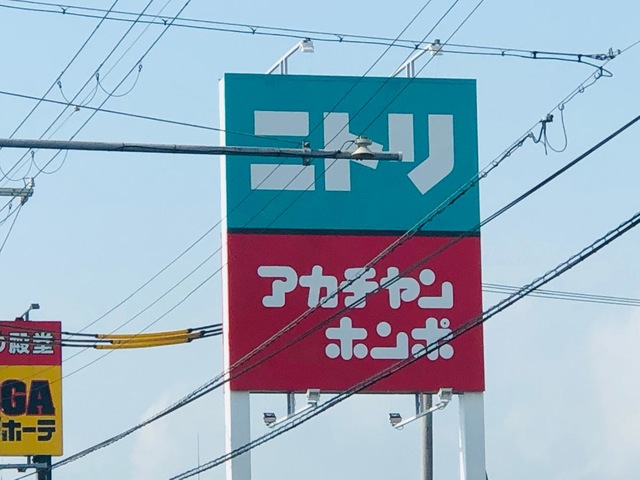 ニトリ
アカチャン
ホンポ
殿堂
GA
ホーテ